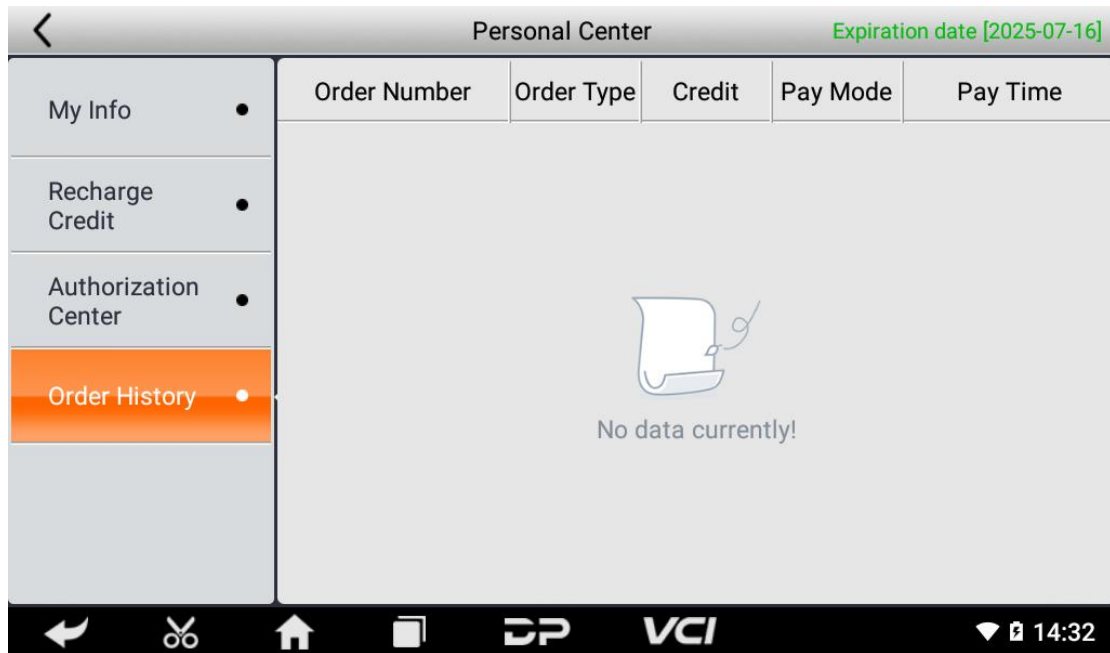 Personal Center
Expiration date [2025-07-16]
My Info
Recharge
Credit
Authorization
Center
Order History
Order Number
Order Type
Credit
Pay Mode
Pay Time
No data currently!
DP
VCI
14:32